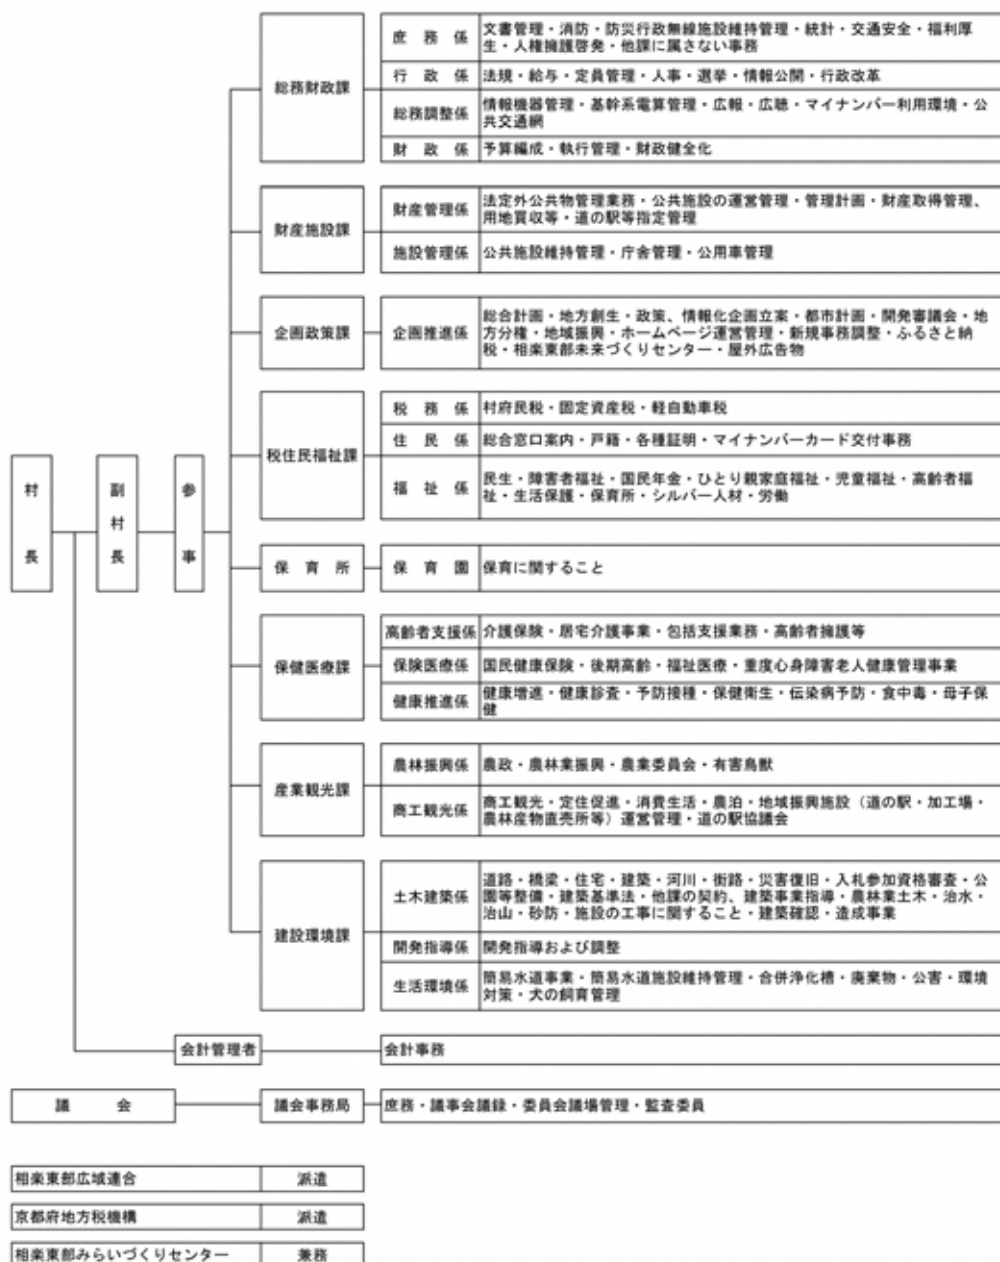 総務財政課
庶務係
文書管理・消防・防災行政無線施設維持管理・統計・交通安全・福利厚
生・人権擁護啓発・他課に属さない事務
行政係
法規・給与・定員管理・人事・選挙・情報公開・行政改革
総務調整係
情報機器管理・基幹系電算管理・広報・広聴・マイナンバー利用環境・公
共交通網
財政係
予算編成・執行管理・財政健全化
財産施設課
財産管理係
法定外公共物管理業務・公共施設の運営管理・管理計画・財産取得管理、
用地買収等・道の駅等指定管理
施設管理係
公共施設維持管理・庁舎管理・公用車管理
企画政策課
企画推進係
総合計画・地方創生・政策、情報化企画立案・都市計画・開発審議会・地
方分権・地域振興・ホームページ運営管理・新規事務調整・ふるさと納
税・相楽東部未来づくりセンター・屋外広告物
税住民福祉課
税務係
村府民税・固定資産税・軽自動車税
住民係
総合窓口案内・戸籍・各種証明・マイナンバーカード交付事務
福祉係
民生・障害者福祉・国民年金・ひとり親家庭福祉・児童福祉・高齢者福
祉・生活保護・保育所・シルバー人材・労働
村長
副村長
参事
保育所
保育園
保育に関すること
保健医療課
高齢者支援係
介護保険・居宅介護事業・包括支援業務・高齢者擁護等
保険医療係
国民健康保険・後期高齢・福祉医療・重度心身障害老人健康管理事業
健康推進係
健康増進・健康診査・予防接種・保健衛生・伝染病予防・食中毒・母子保
健
産業観光課
農林振興係
農政・農林業振興・農業委員会・有害鳥獣
商工観光係
商工観光・定住促進・消費生活・農泊・地域振興施設（道の駅・加工場・
農林産物直売所等）運営管理・道の駅協議会
建設環境課
土木建築係
道路・橋梁・住宅・建築・河川・街路・災害復旧・入札参加資格審査・公
園等整備・建築基準法・他課の契約、建築事業指導・農林業土木・治水・
治山・砂防・施設の工事に関すること・建築確認・造成事業
開発指導係
開発指導および調整
生活環境係
簡易水道事業・簡易水道施設維持管理・合併浄化槽・廃棄物・公害・環境
対策・犬の飼育管理
会計管理者
会計事務
議会
議会事務局
庶務・議事会議録・委員会議場管理・監査委員
相楽東部広域連合
派遣
京都府地方税機構
派遣
相楽東部みらいづくりセンター
兼務